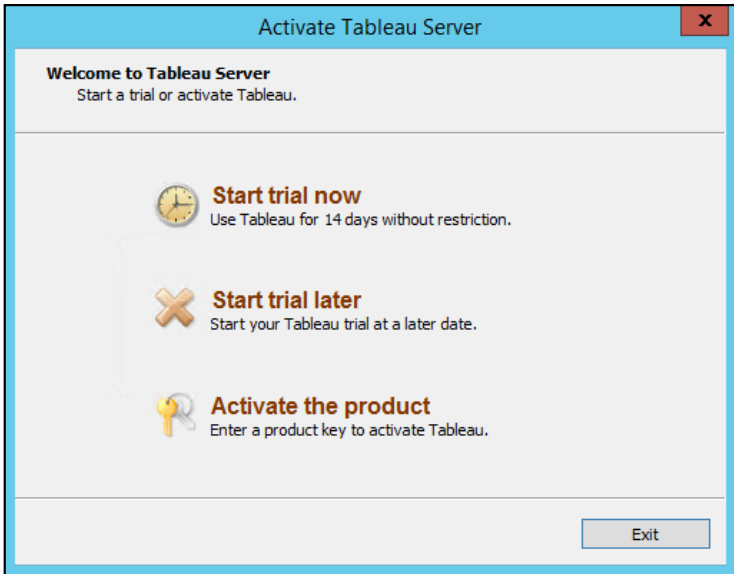 Activate Tableau Server
x
Welcome to Tableau Server
Start a trial or activate Tableau.
Start trial now
Use Tableau for 14 days without restriction.
Start trial later
Start your Tableau trial at a later date.
Activate the product
Enter a product key to activate Tableau.
Exit